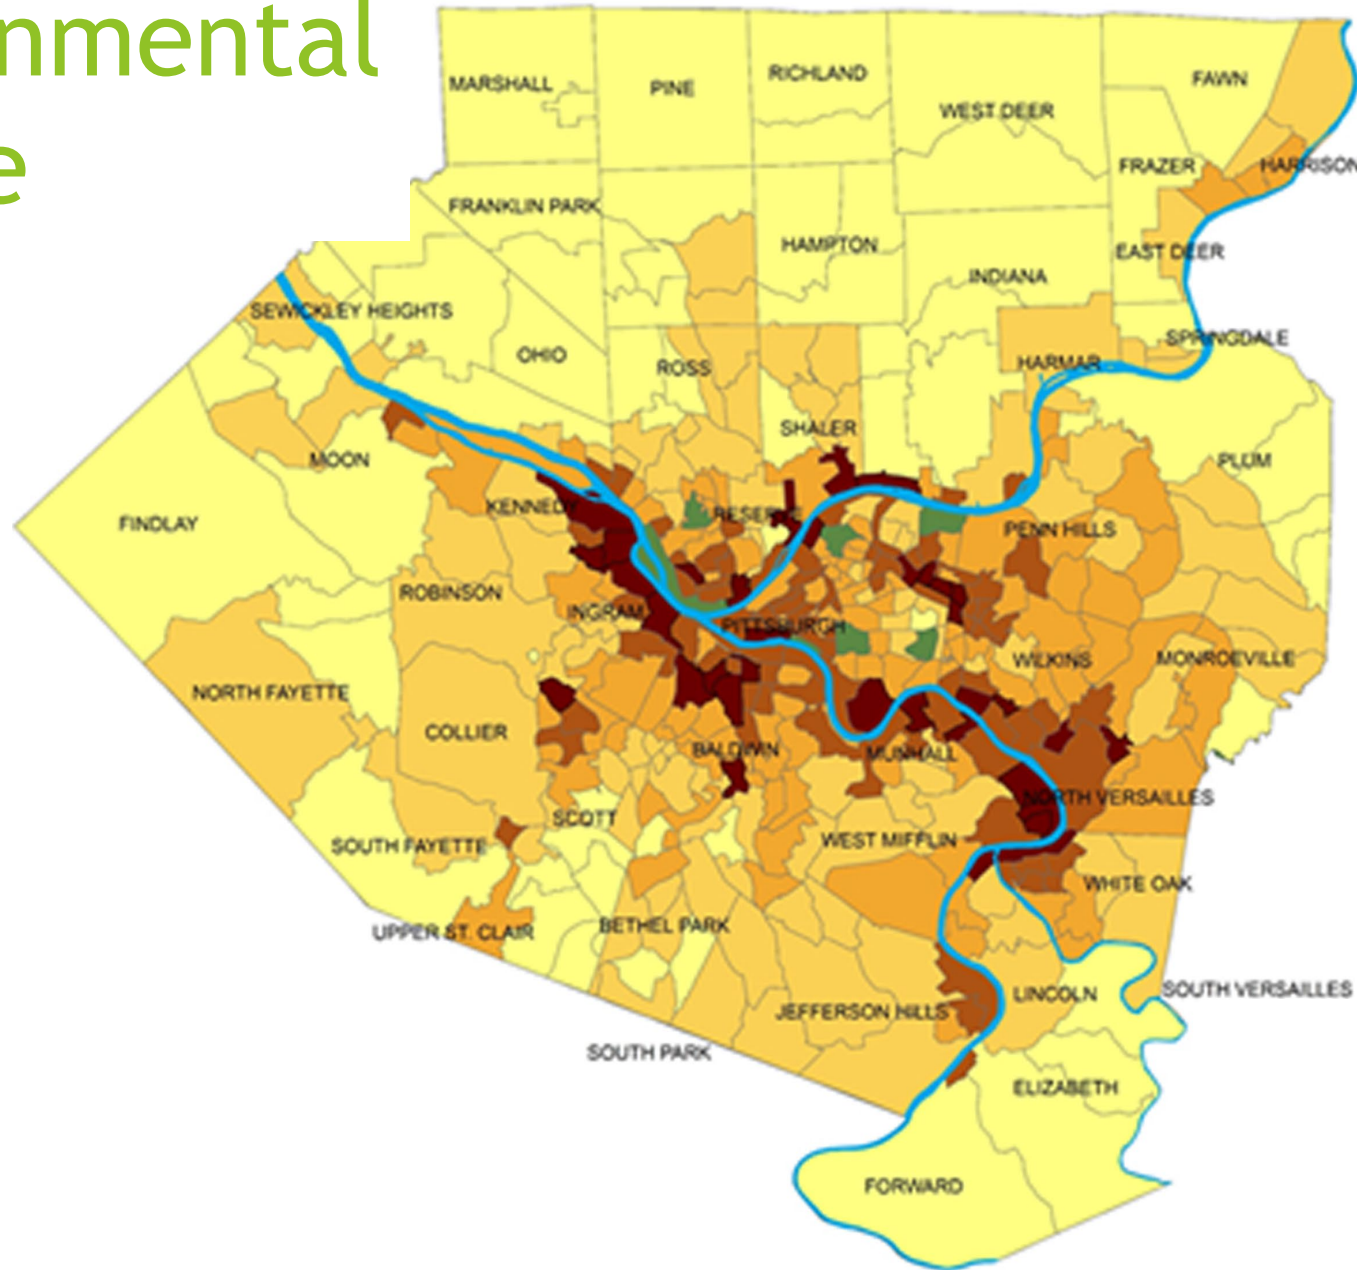 nmental
e
MARSHALL
PINE
RICHLAND
WEST DEER
FAWN
FRAZER
HARRISON
FRANKLIN PARK
HAMPTON
EAST DEER
INDIANA
SEWICKLEY HEIGHTS
SPRINGDALE
OHIO
ROSS
HARMAR
SHALER
MOON
PLUM
KENNEDY
RESERVE
FINDLAY
PENN HILLS
ROBINSON
INGRAM
PITTSBURGH
WILKINS
MONROEVILLE
NORTH FAYETTE
COLLIER
BALDWIN
MUNHALL
NORTH VERSAILLES
SCOTT
SOUTH FAYETTE
WEST MIFFLIN
WHITE OAK
UPPER ST. CLAIR
BETHEL PARK
LINCOLN
SOUTH VERSAILLES
JEFFERSON HILLS
SOUTH PARK
ELIZABETH
FORWARD